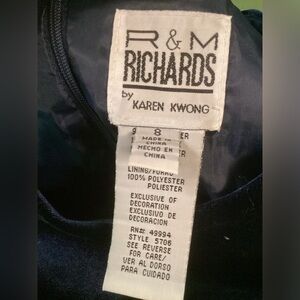 R & M
RICHARDS
by
KAREN KWONG
8
MADE IN
CHINA
HECHO EN
CHINA
LINING/FORRO
100% POLYESTER
POLIESTER
EXCLUSIVE OF
DECORATION
EXCLUSIVO DE
DECORACION
RN# 49994
STYLE 5706
SEE REVERSE
FOR CARE/
VER AL DORSO
PARA CUIDADO